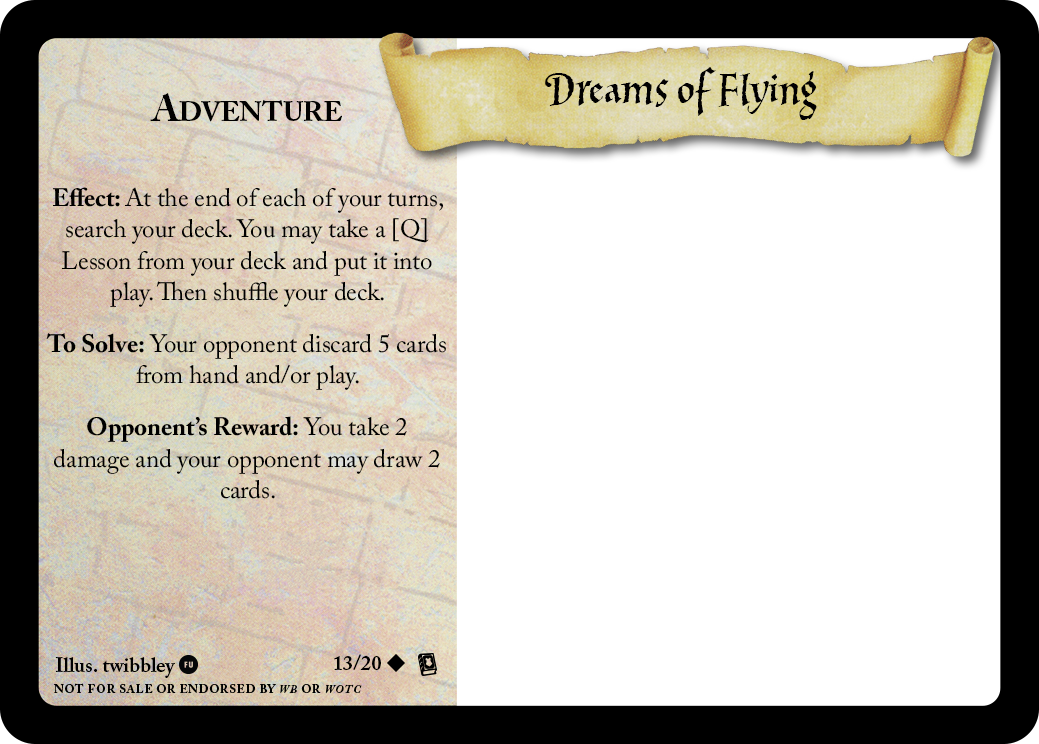 Dreams of Flying
ADVENTURE
Effect: At the end of each of your turns,
search your deck. You may take a [Q]
Lesson from your deck and put it into
play. Then shuffle your deck.
To Solve: Your opponent discard 5 cards
from hand and/or play.
Opponent's Reward: You take 2
damage and your opponent may draw 2
cards.
Illus. twibbley FU 13/20
NOT FOR SALE OR ENDORSED BY WB OR WOTC